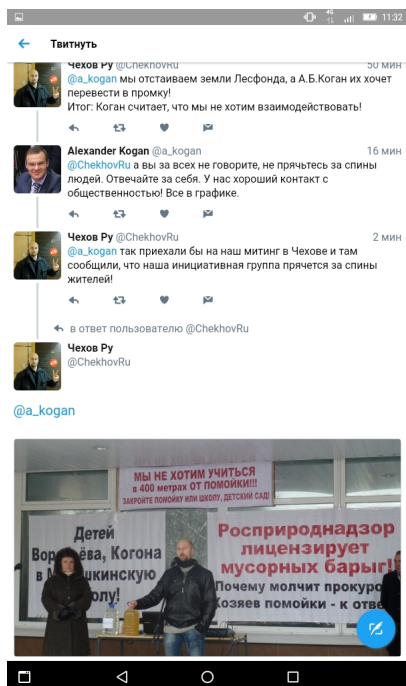 4G
11:32
Твитнуть
Чехов Ру @ChekhovRu 50 мин
@a_kogan мы отстаиваем земли Лесфонда, а А.Б.Коган их хочет
перевести в промку!
Итог: Коган считает, что мы не хотим взаимодействовать!
Alexander Kogan @a_kogan 16 мин
@ChekhovRu а вы за всех не говорите, не прячьтесь за спины
людей. Отвечайте за себя. У нас хороший контакт с
общественностью! Все в графике.
Чехов Ру @ChekhovRu 2 мин
@a_kogan так приехали бы на наш митинг в Чехове и там
сообщили, что наша инициативная группа прячется за спины
жителей!
в ответ пользователю @ChekhovRu
Чехов Ру
@ChekhovRu
@a_kogan
МЫ НЕ ХОТИМ УЧИТЬСЯ
в 400 метрах ОТ ПОМОЙКИ!!!
ЗАКРОЙТЕ ПОМОЙКУ ИЛИ ШКОЛУ, ДЕТСКИЙ САД!
Детей
Вор ёва, Когона
в М шкинскую
олу!
Росприроднадзор
лицензирует
мусорных барыг!
Почему молчит прокуро
Хозяев помойки - к отве